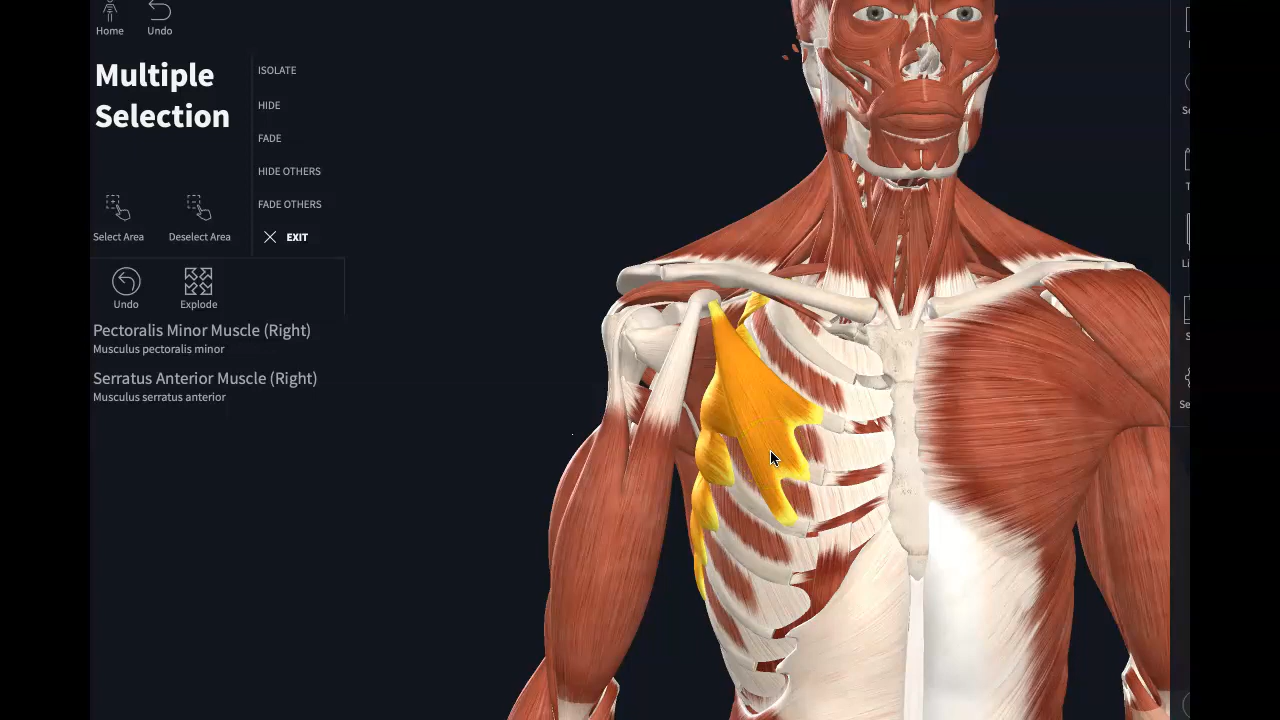 Home
Undo
Multiple
Selection
ISOLATE
HIDE
FADE
HIDE OTHERS
FADE OTHERS
EXIT
Select Area
Deselect Area
Undo
Explode
Pectoralis Minor Muscle (Right)
Musculus pectoralis minor
Serratus Anterior Muscle (Right)
Musculus serratus anterior